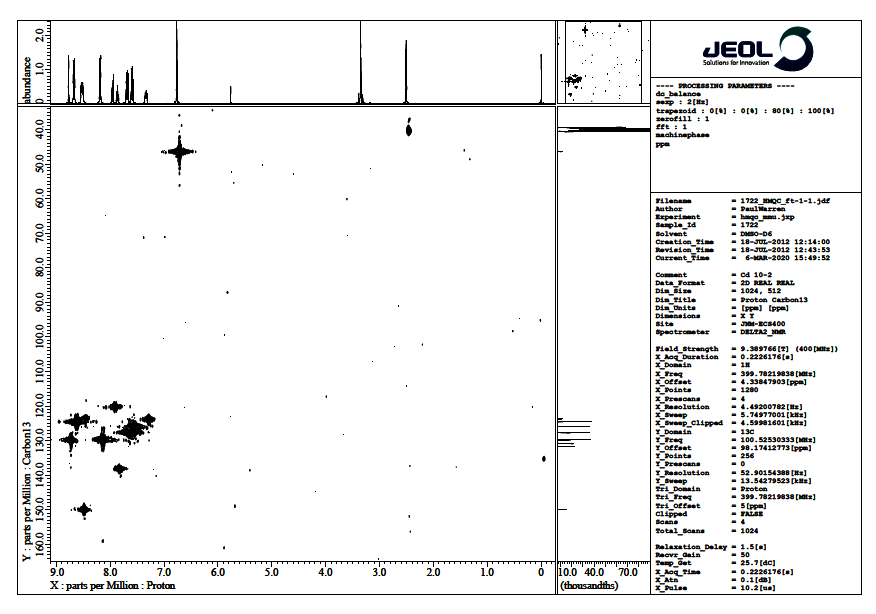 abundance
0 1.0 2.0
JEOL
Solutions for Innovation
---- PROCESSING PARAMETERS ----
dc_balance
sexp : 2[Hz]
trapezoid : 0[%] : 0[%] : 80[%] : 100[%]
zerofill : 1
fft : 1
machinephase
ppm
Filename = 1722_HMQC_ft-1-1.jdf
Author = PaulWarren
Experiment = hmqc_mmu.jxp
Sample_Id = 1722
Solvent = DMSO-D6
Creation_Time = 18-JUL-2012 12:14:00
Revision_Time = 18-JUL-2012 12:43:53
Current_Time = 6-MAR-2020 15:49:52
Comment = Cd 10-2
Data_Format = 2D REAL REAL
Dim_Size = 1024, 512
Dim_Title = Proton Carbon13
Dim_Units = [ppm] [ppm]
Dimensions = X Y
Site = JNM-ECS400
Spectrometer = DELTA2_NMR
Field_Strength = 9.389766[T] (400[MHz])
X_Acq_Duration = 0.2226176[s]
X_Domain = 1H
X_Freq = 399.78219838[MHz]
X_Offset = 4.33847903[ppm]
X_Points = 1280
X_Prescans = 4
X_Resolution = 4.49200782[Hz]
X_Sweep = 5.74977001[kHz]
X_Sweep_Clipped = 4.59981601[kHz]
Y_Domain = 13C
Y_Freq = 100.52530333[MHz]
Y_Offset = 98.17412773[ppm]
Y_Points = 256
Y_Prescans = 0
Y_Resolution = 52.90154388[Hz]
Y_Sweep = 13.54279523[kHz]
Tri_Domain = Proton
Tri_Freq = 399.78219838[MHz]
Tri_Offset = 5[ppm]
Clipped = FALSE
Scans = 4
Total_Scans = 1024
Relaxation_Delay = 1.5[s]
Recvr_Gain = 50
Temp_Get = 25.7[dC]
X_Acq_Time = 0.2226176[s]
X_Atn = 0.1[dB]
X_Pulse = 10.2[us]
Y : parts per Million : Carbon13
160.0 150.0 140.0 130.0 120.0 110.0 100.0 90.0 80.0 70.0 60.0 50.0 40.0
9.0 8.0 7.0 6.0 5.0 4.0 3.0 2.0 1.0 0
X : parts per Million : Proton
10.0 40.0 70.0
(thousandths)